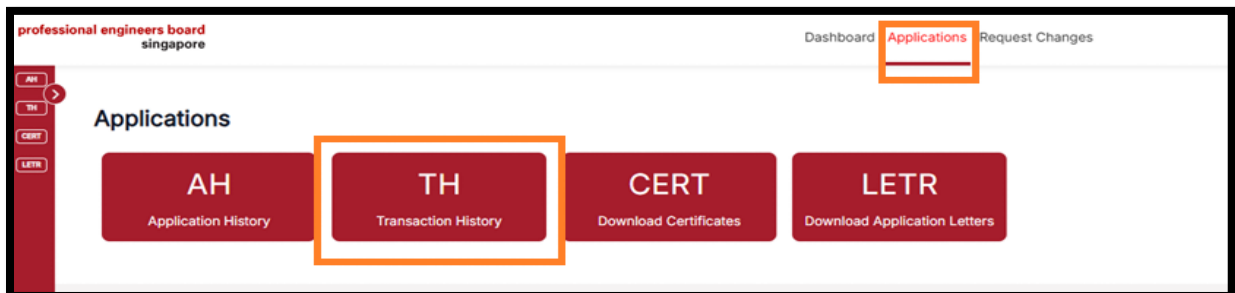 professional engineers board
singapore
Dashboard Applications Request Changes
AH
TH
CERT
LETR
Applications
AH
Application History
TH
Transaction History
CERT
Download Certificates
LETR
Download Application Letters